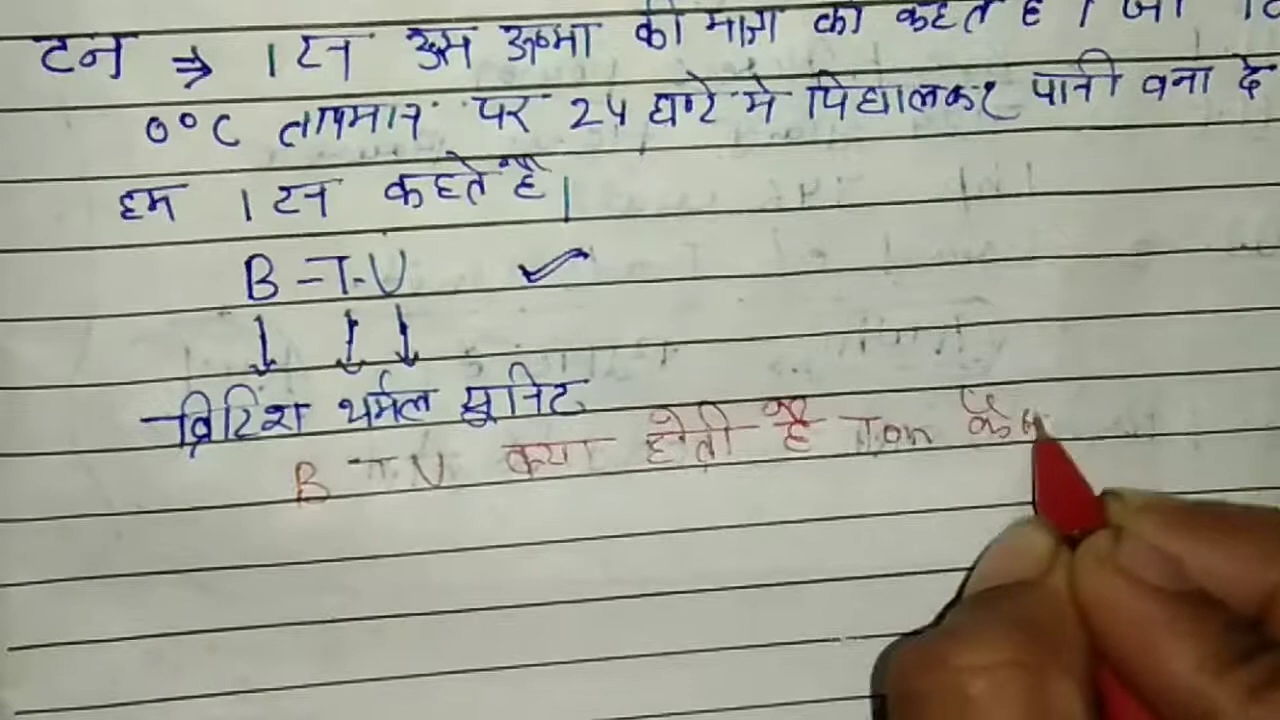 टन ⇒ 1 टन उस ऊष्मा की मात्रा को कहते है । जो
0°C तापमान पर 24 घण्टे मे पिघालकर पानी बना दे
हम 1 टन कहते है।
B-T.U ✓
↓ ↓ ↓
ब्रिटिश थर्मल यूनिट
B T.U. क्या होती है Ton